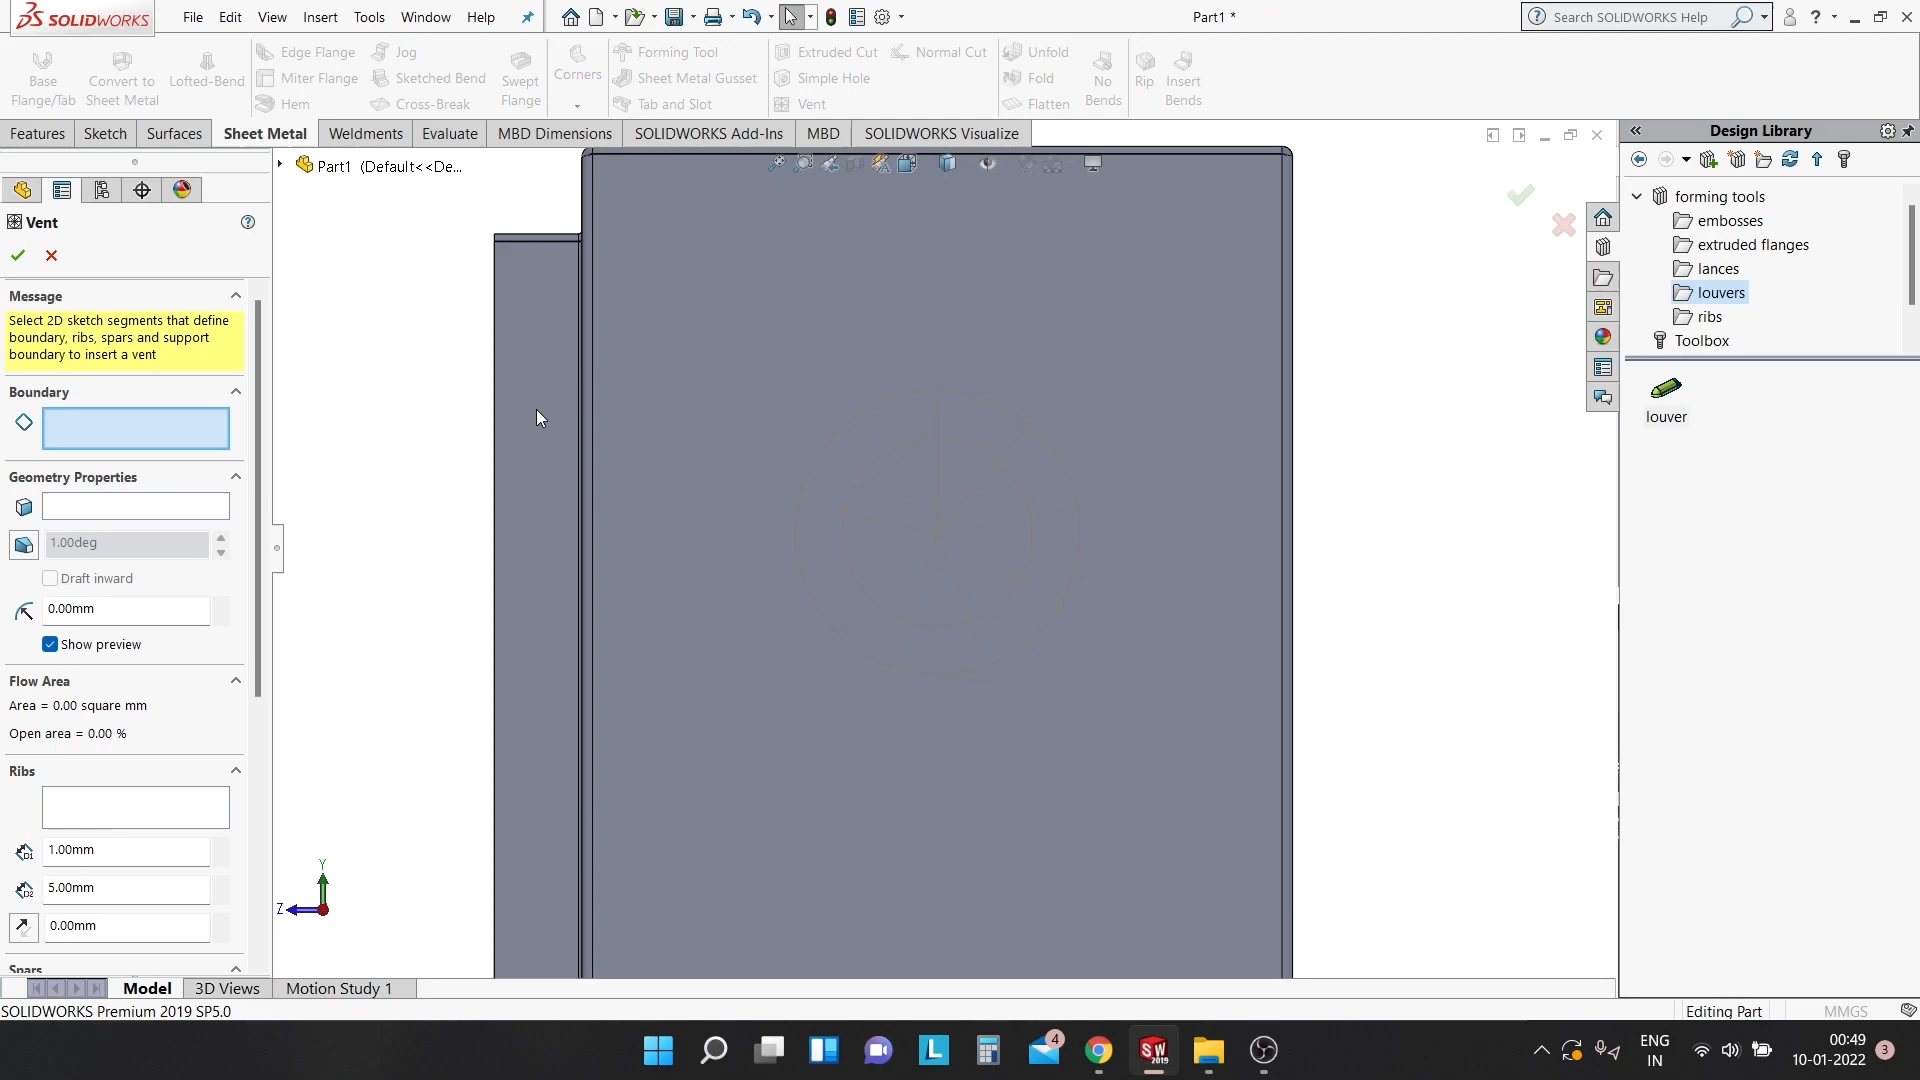 SOLIDWORKS
File Edit View Insert Tools Window Help
Part1 *
Search SOLIDWORKS Help
Base Flange/Tab
Convert to Sheet Metal
Lofted-Bend
Edge Flange
Miter Flange
Hem
Jog
Sketched Bend
Cross-Break
Swept Flange
Corners
Forming Tool
Sheet Metal Gusset
Tab and Slot
Extruded Cut
Simple Hole
Vent
Normal Cut
Unfold
Fold
Flatten
No Bends
Rip
Insert Bends
Features Sketch Surfaces Sheet Metal Weldments Evaluate MBD Dimensions SOLIDWORKS Add-Ins MBD SOLIDWORKS Visualize
Part1 (Default<<De...
Vent
Message
Select 2D sketch segments that define
boundary, ribs, spars and support
boundary to insert a vent
Boundary
Geometry Properties
1.00deg
Draft inward
0.00mm
Show preview
Flow Area
Area = 0.00 square mm
Open area = 0.00 %
Ribs
D1 1.00mm
D2 5.00mm
0.00mm
Spars
Y
Z
Design Library
forming tools
embosses
extruded flanges
lances
louvers
ribs
Toolbox
louver
Model 3D Views Motion Study 1
SOLIDWORKS Premium 2019 SP5.0
Editing Part
MMGS
L
4
SW
2019
ENG
IN
00:49
10-01-2022
3